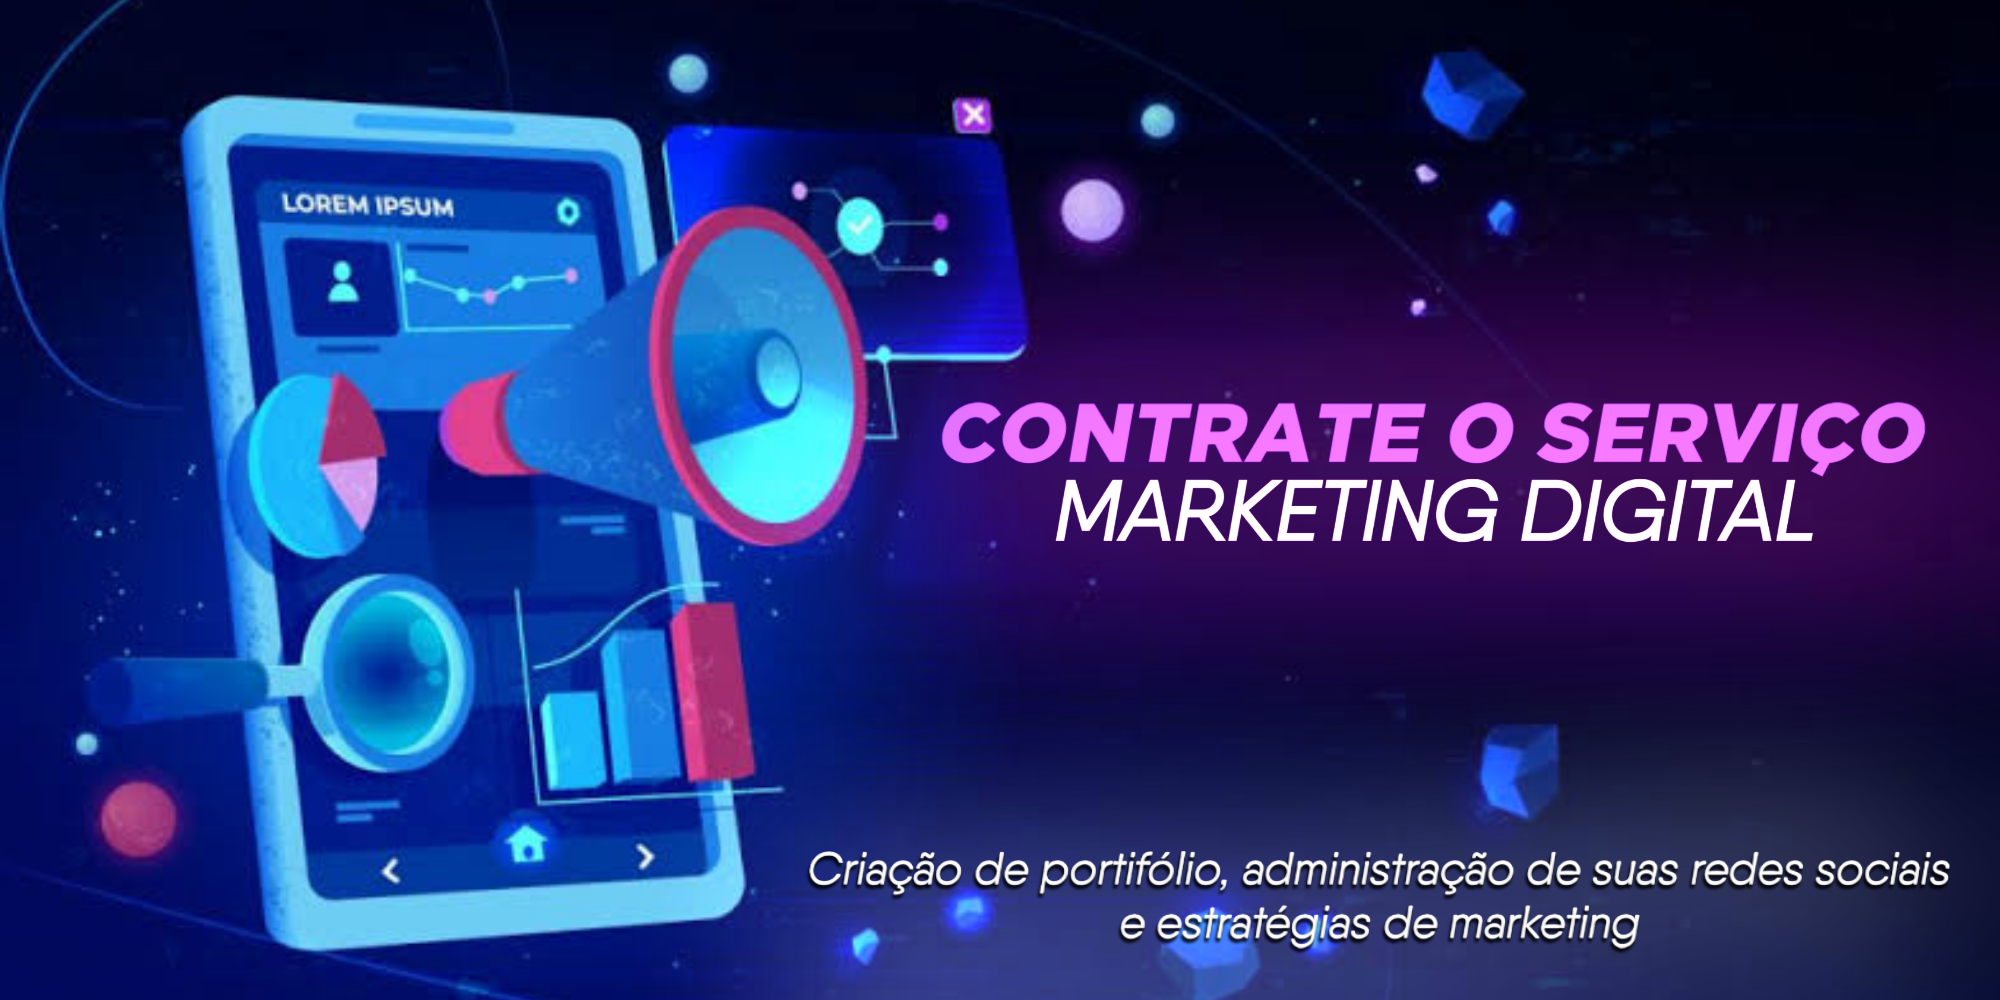 LOREM IPSUM
CONTRATE O SERVIÇO
MARKETING DIGITAL
Criação de portifólio, administração de suas redes sociais
e estratégias de marketing